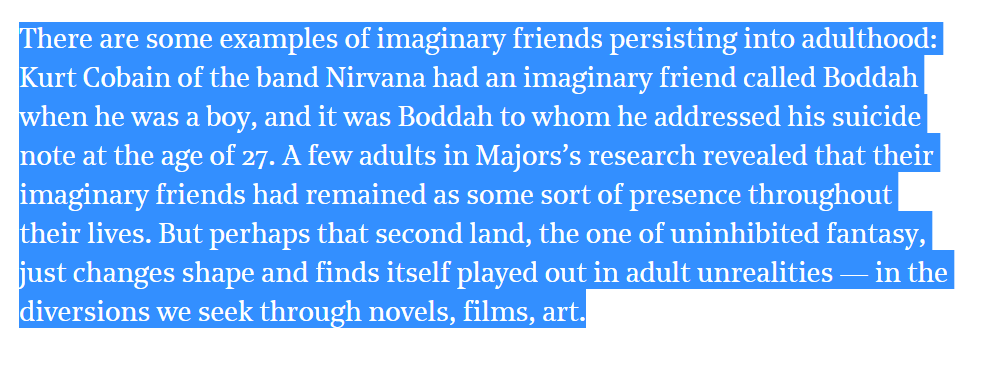 There are some examples of imaginary friends persisting into adulthood:
Kurt Cobain of the band Nirvana had an imaginary friend called Boddah
when he was a boy, and it was Boddah to whom he addressed his suicide
note at the age of 27. A few adults in Majors’s research revealed that their
imaginary friends had remained as some sort of presence throughout
their lives. But perhaps that second land, the one of uninhibited fantasy,
just changes shape and finds itself played out in adult unrealities — in the
diversions we seek through novels, films, art.